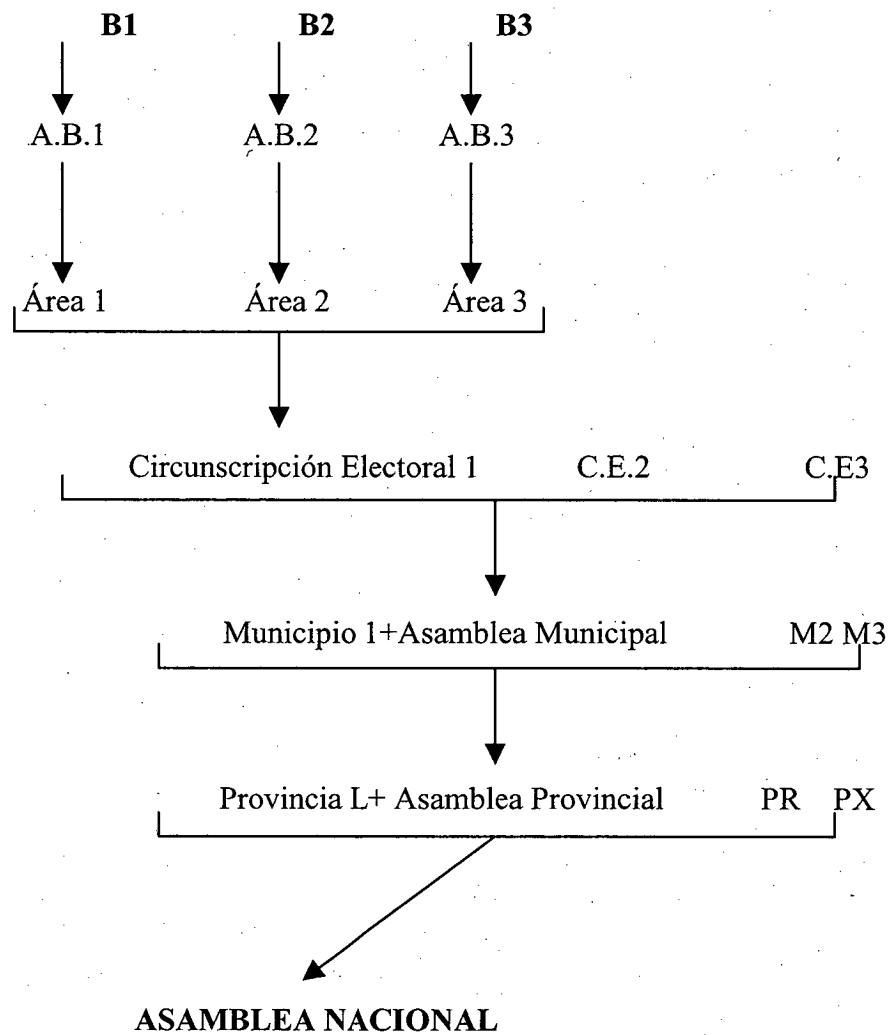 B1 B2 B3
A.B.1 A.B.2 A.B.3
Área 1 Área 2 Área 3
Circunscripción Electoral 1 C.E.2 C.E3
Municipio 1+Asamblea Municipal M2 M3
Provincia L+ Asamblea Provincial PR PX
ASAMBLEA NACIONAL